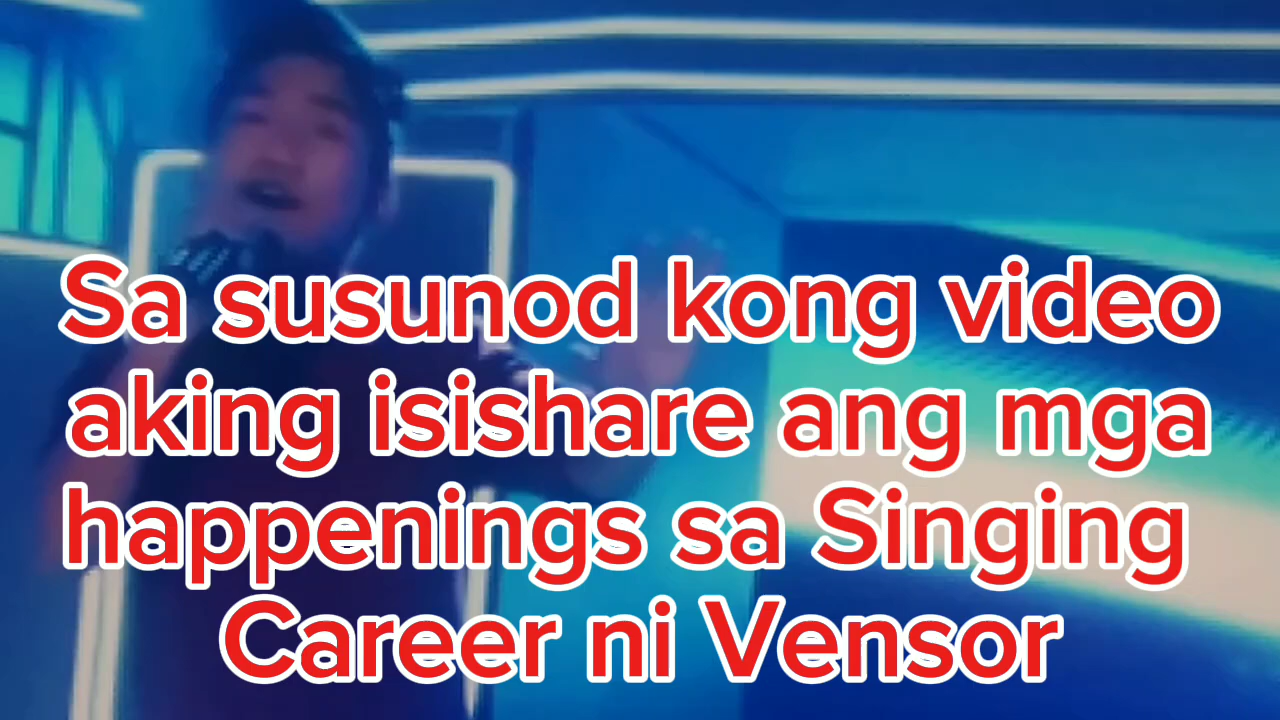 Sa susunod kong video
aking isishare ang mga
happenings sa Singing
Career ni Vensor